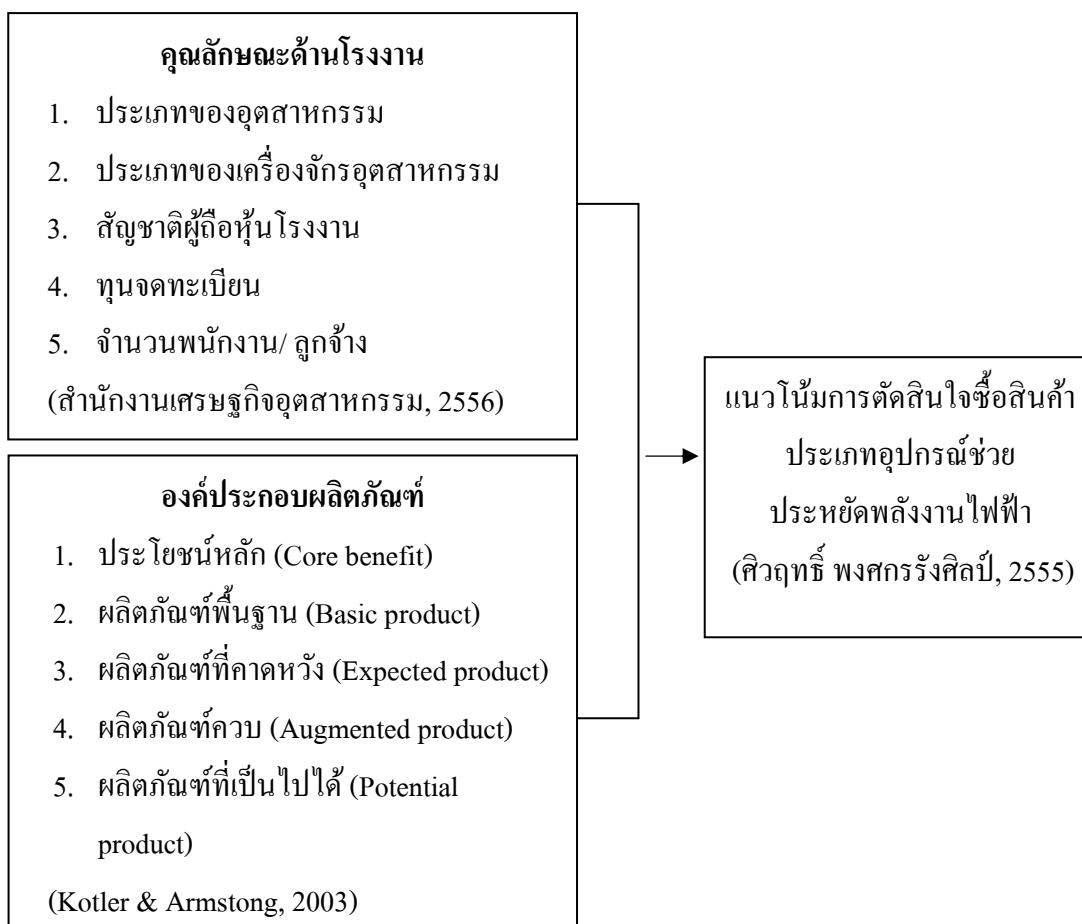 คุณลักษณะด้านโรงงาน
1. ประเภทของอุตสาหกรรม
2. ประเภทของเครื่องจักรอุตสาหกรรม
3. สัญชาติผู้ถือหุ้นโรงงาน
4. ทุนจดทะเบียน
5. จำนวนพนักงาน/ ลูกจ้าง
(สำนักงานเศรษฐกิจอุตสาหกรรม, 2556)
องค์ประกอบผลิตภัณฑ์
1. ประโยชน์หลัก (Core benefit)
2. ผลิตภัณฑ์พื้นฐาน (Basic product)
3. ผลิตภัณฑ์ที่คาดหวัง (Expected product)
4. ผลิตภัณฑ์ควบ (Augmented product)
5. ผลิตภัณฑ์ที่เป็นไปได้ (Potential
product)
(Kotler & Armstong, 2003)
แนวโน้มการตัดสินใจซื้อสินค้า
ประเภทอุปกรณ์ช่วย
ประหยัดพลังงานไฟฟ้า
(ศิวฤทธิ์ พงศกรรังศิลป์, 2555)